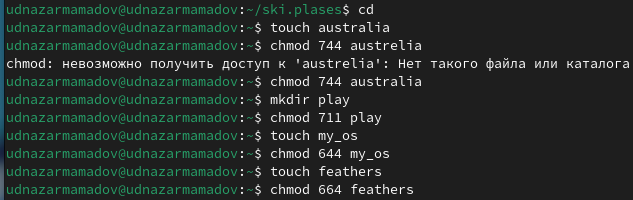 udnazarmamadov@udnazarmamadov:~/ski.plases$ cd
udnazarmamadov@udnazarmamadov:~$ touch australia
udnazarmamadov@udnazarmamadov:~$ chmod 744 austrelia
chmod: невозможно получить доступ к 'austrelia': Нет такого файла или каталога
udnazarmamadov@udnazarmamadov:~$ chmod 744 australia
udnazarmamadov@udnazarmamadov:~$ mkdir play
udnazarmamadov@udnazarmamadov:~$ chmod 711 play
udnazarmamadov@udnazarmamadov:~$ touch my_os
udnazarmamadov@udnazarmamadov:~$ chmod 644 my_os
udnazarmamadov@udnazarmamadov:~$ touch feathers
udnazarmamadov@udnazarmamadov:~$ chmod 664 feathers